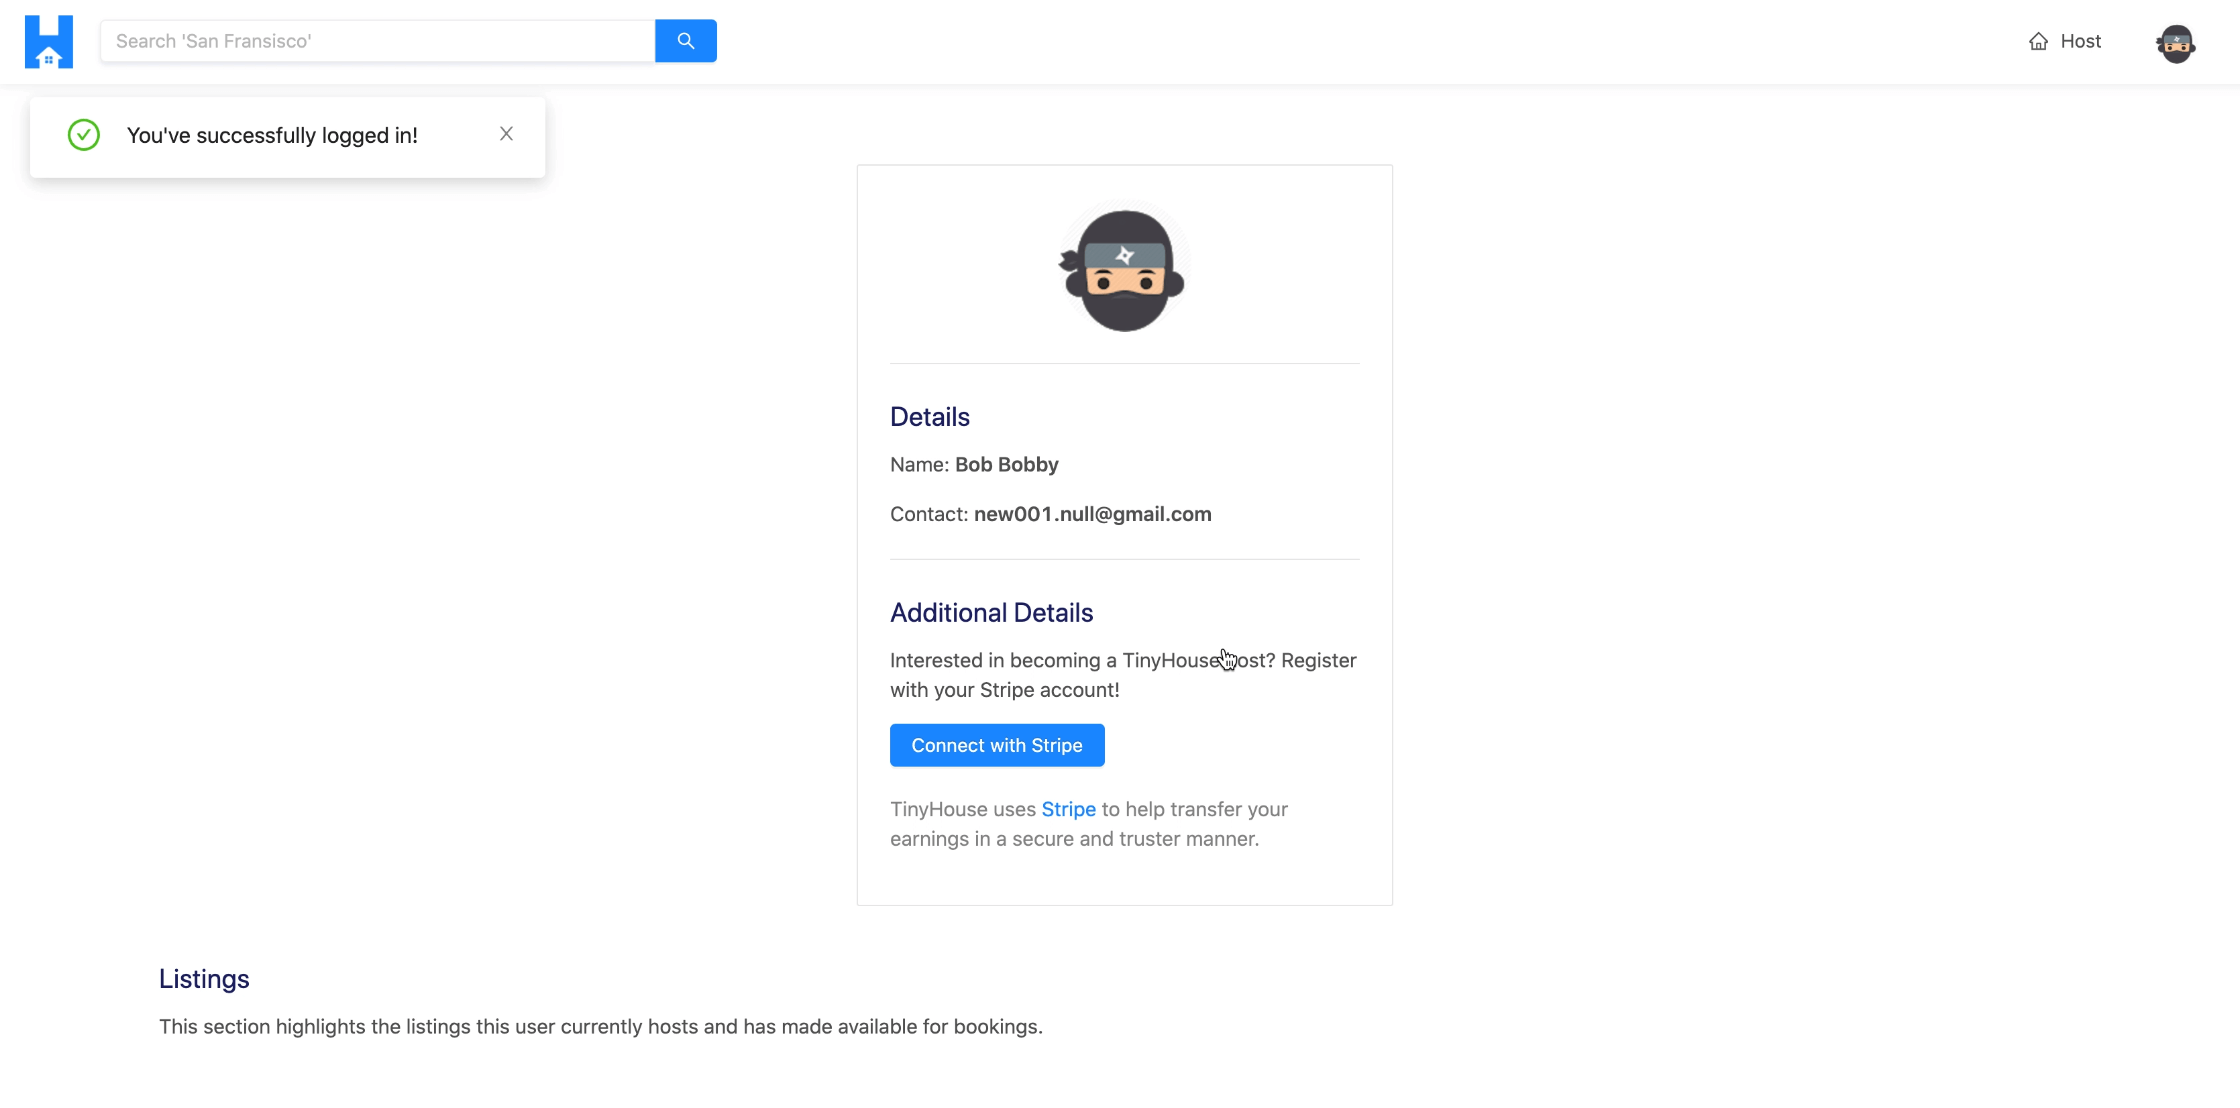 Search 'San Fransisco'
Host
You've successfully logged in!
Details
Name: Bob Bobby
Contact: new001.null@gmail.com
Additional Details
Interested in becoming a TinyHouse ost? Register
with your Stripe account!
Connect with Stripe
TinyHouse uses Stripe to help transfer your
earnings in a secure and truster manner.
Listings
This section highlights the listings this user currently hosts and has made available for bookings.